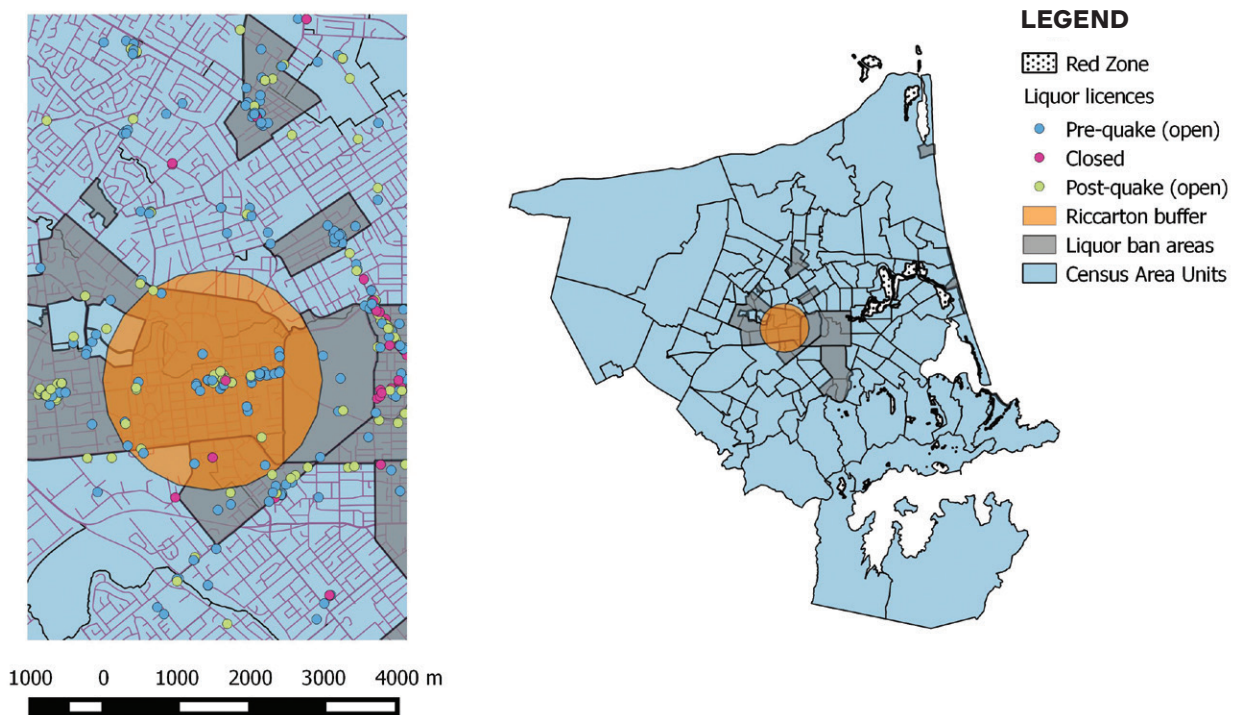 LEGEND
Red Zone
Liquor licences
Pre-quake (open)
Closed
Post-quake (open)
Riccarton buffer
Liquor ban areas
Census Area Units
1000 0 1000 2000 3000 4000 m